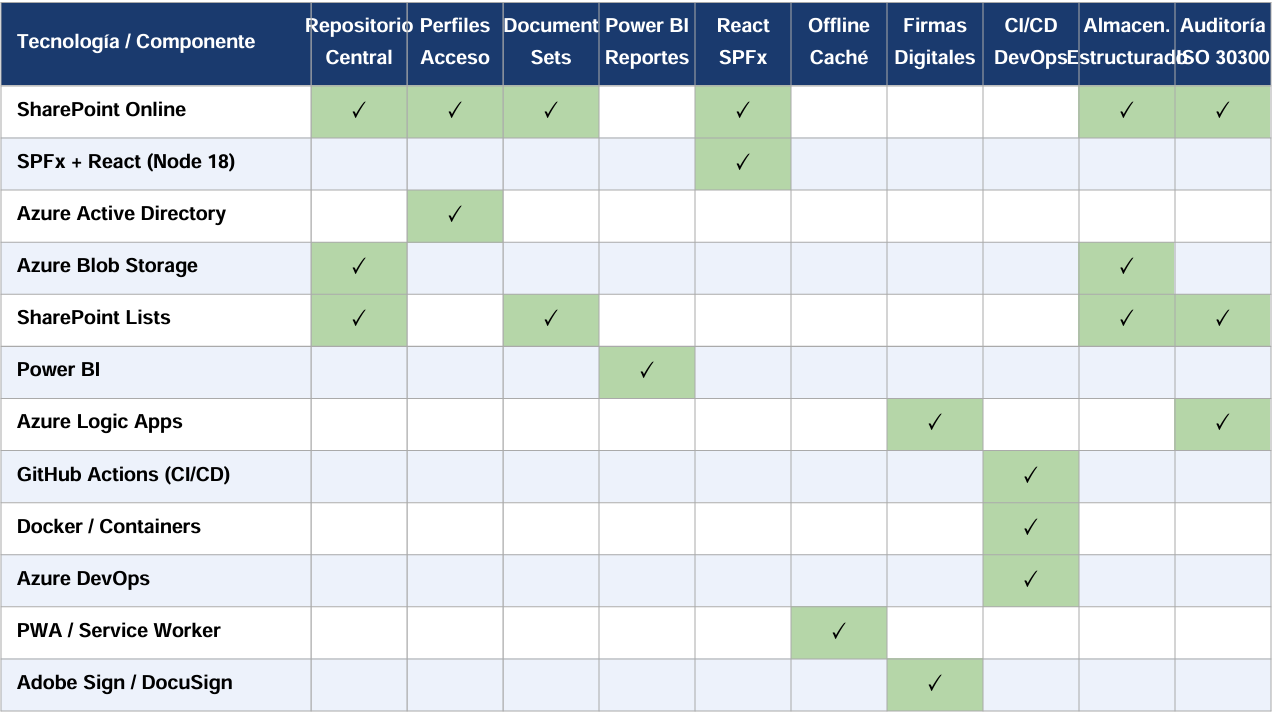 Tecnología / Componente
Repositorio Central
Perfiles Acceso
Document Sets
Power BI Reportes
React SPFx
Offline Caché
Firmas Digitales
CI/CD DevOps
Almacen. Estructurado
Auditoría ISO 30300
SharePoint Online ✓ ✓ ✓ ✓ ✓ ✓
SPFx + React (Node 18) ✓
Azure Active Directory ✓
Azure Blob Storage ✓ ✓
SharePoint Lists ✓ ✓ ✓ ✓
Power BI ✓
Azure Logic Apps ✓ ✓
GitHub Actions (CI/CD) ✓
Docker / Containers ✓
Azure DevOps ✓
PWA / Service Worker ✓
Adobe Sign / DocuSign ✓